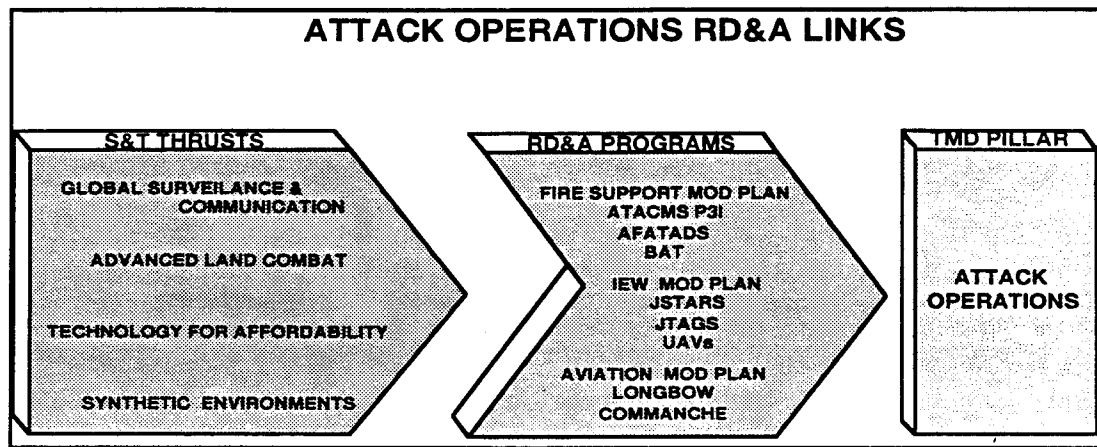 ATTACK OPERATIONS RD&A LINKS
S&T THRUSTS
GLOBAL SURVEILANCE &
COMMUNICATION
ADVANCED LAND COMBAT
TECHNOLOGY FOR AFFORDABILITY
SYNTHETIC ENVIRONMENTS
RD&A PROGRAMS
FIRE SUPPORT MOD PLAN
ATACMS P3I
AFATADS
BAT
IEW MOD PLAN
JSTARS
JTAGS
UAVs
AVIATION MOD PLAN
LONGBOW
COMMANCHE
TMD PILLAR
ATTACK
OPERATIONS